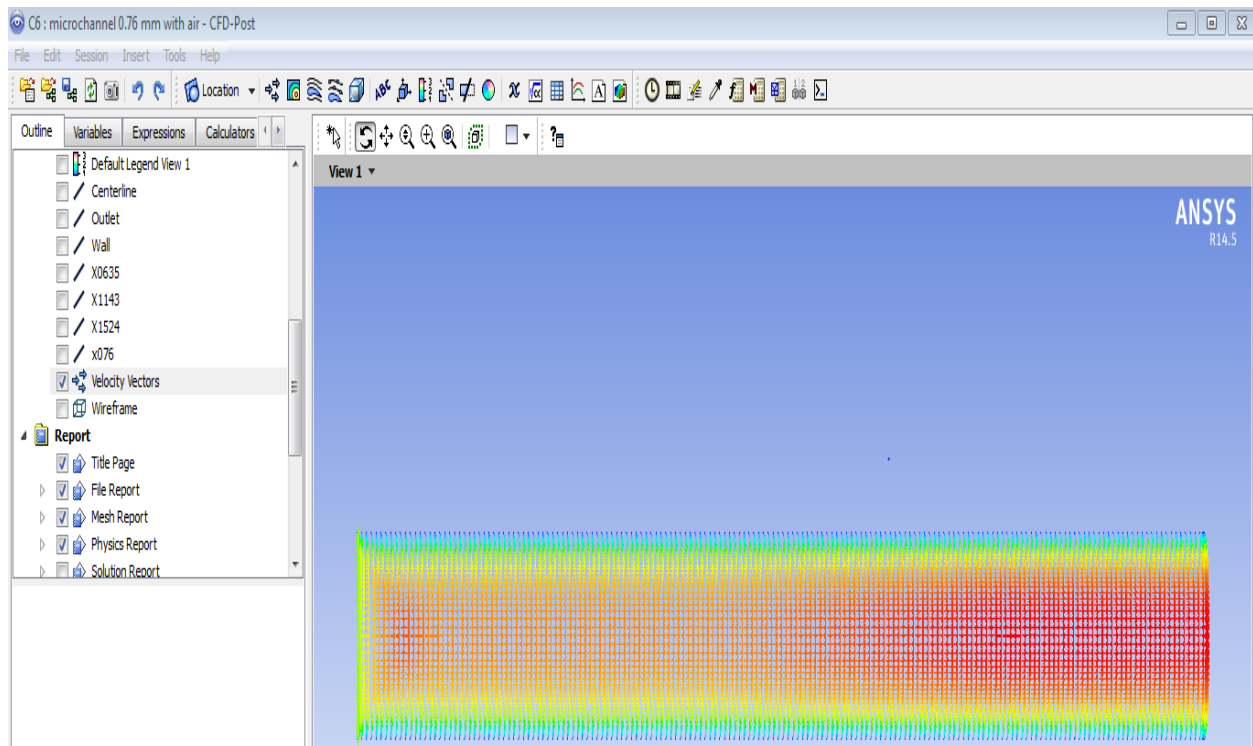 C6 : microchannel 0.76 mm with air - CFD-Post
File Edit Session Insert Tools Help
Location
Outline Variables Expressions Calculators
Default Legend View 1
Centerline
Outlet
Wall
X0635
X1143
X1524
x076
Velocity Vectors
Wireframe
Report
Title Page
File Report
Mesh Report
Physics Report
Solution Report
View 1
ANSYS
R14.5